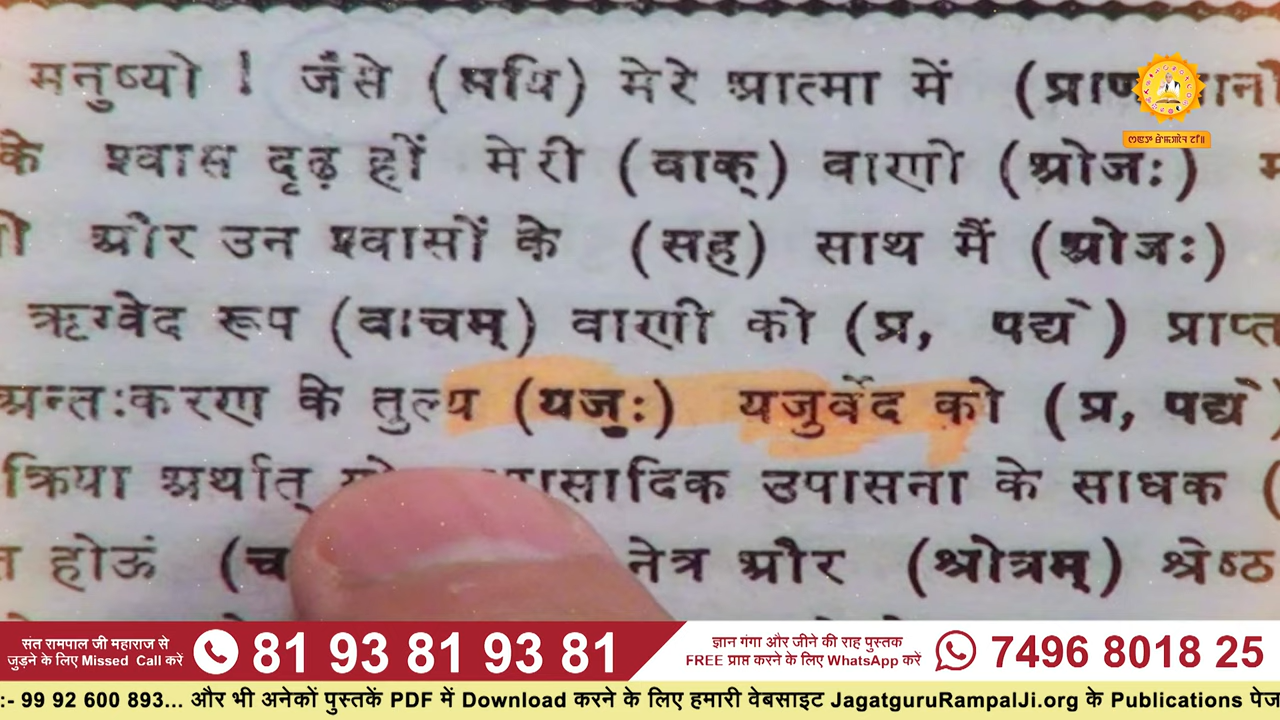 मनुष्यो ! जैसे (मयि) मेरे आत्मा में
के श्वास दृढ़ हों मेरी (वाक्) वाणी (ओजः)
और उन श्वासों के (सह) साथ मैं (ओजः)
ऋग्वेद रूप (वाचम्) वाणी को (प्र, पद्ये) प्राप्त
अन्तःकरण के तुल्य (यजुः) यजुर्वेद को (प्र, पद्ये)
क्रिया अर्थात् उपासना के साधक (
होऊं नेत्र और (श्रोत्रम्) श्रेष्ठ
संत रामपाल जी महाराज से
जुड़ने के लिए Missed Call करें
81 93 81 93 81
ज्ञान गंगा और जीने की राह पुस्तक
FREE प्राप्त करने के लिए WhatsApp करें
7496 8018 25
:- 99 92 600 893... और भी अनेकों पुस्तकें PDF में Download करने के लिए हमारी वेबसाइट JagatguruRampalJi.org के Publications पेज